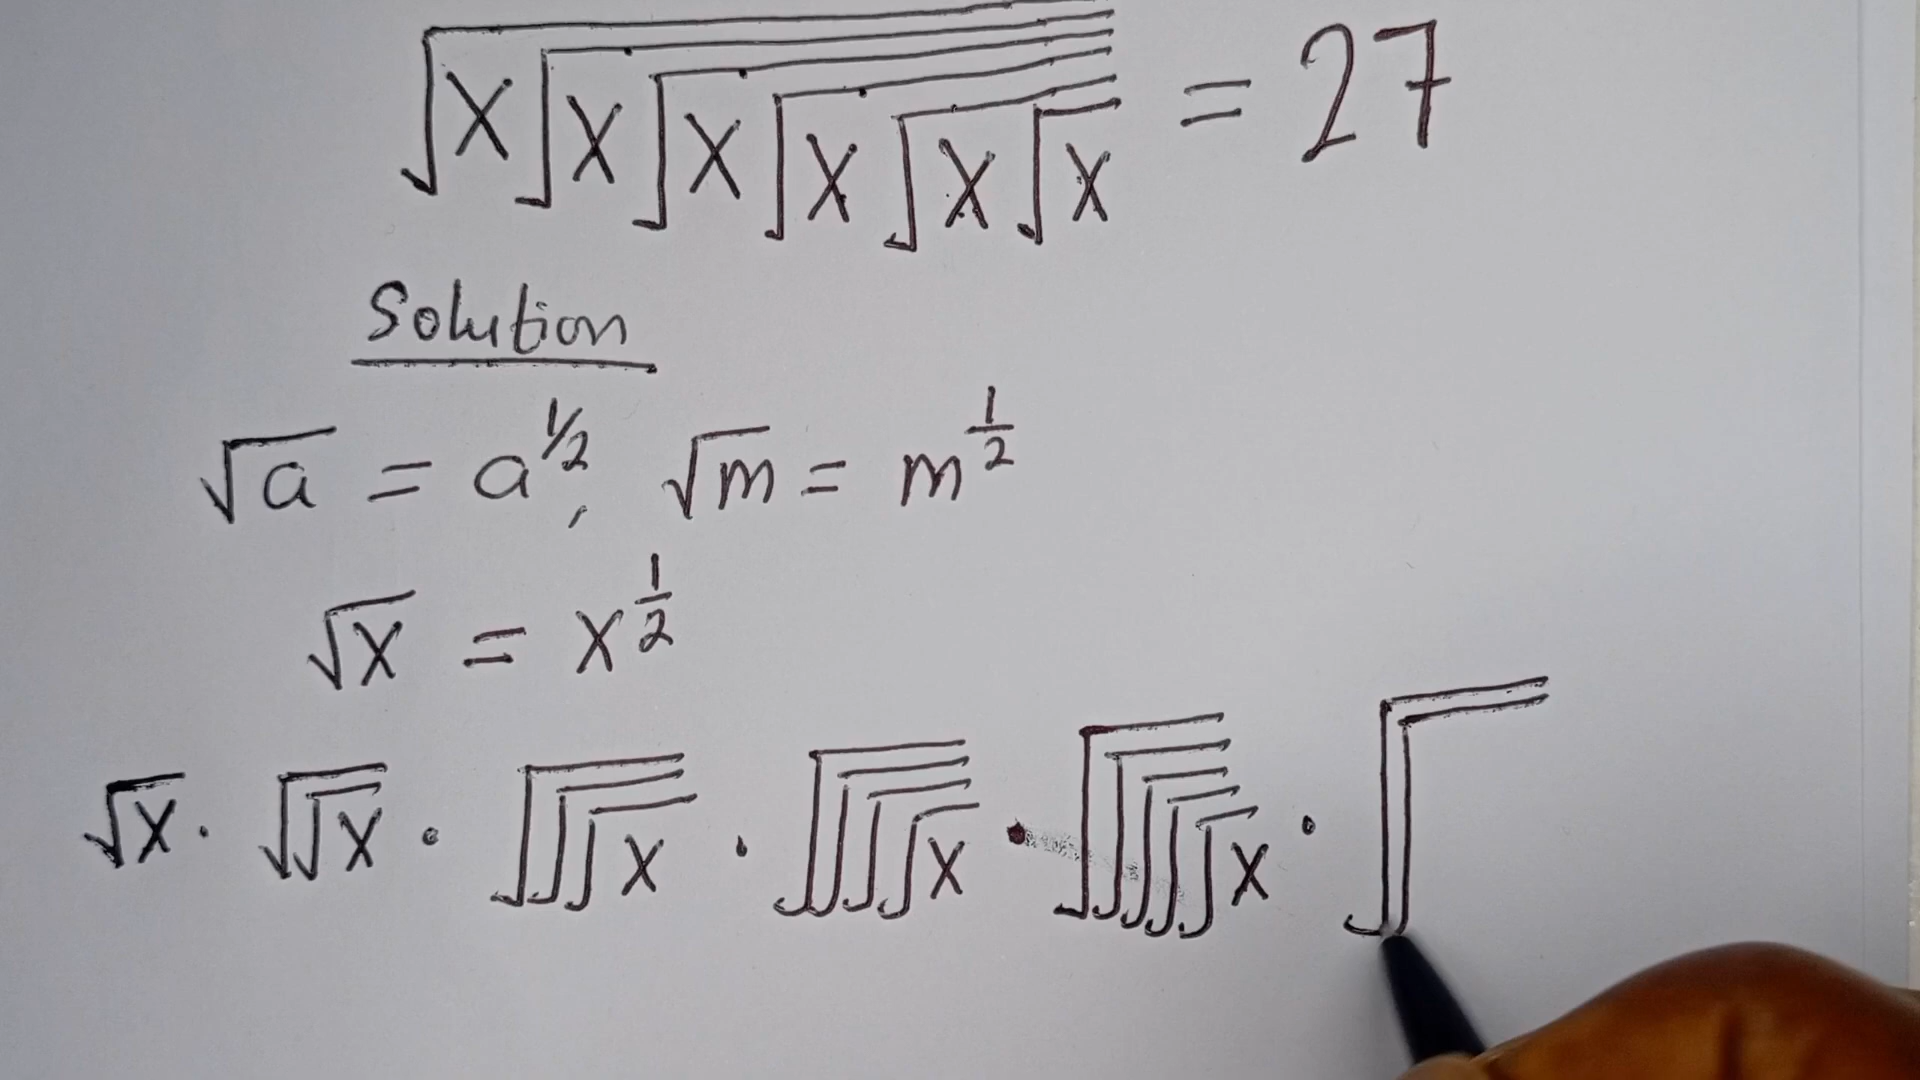 √(X√(X√(X√(X√(X√X))))) = 27
Solution
√a = a^1/2, √m = m^1/2
√X = X^1/2
√X · √√X · √√√X · √√√√X · √√√√√X · √√